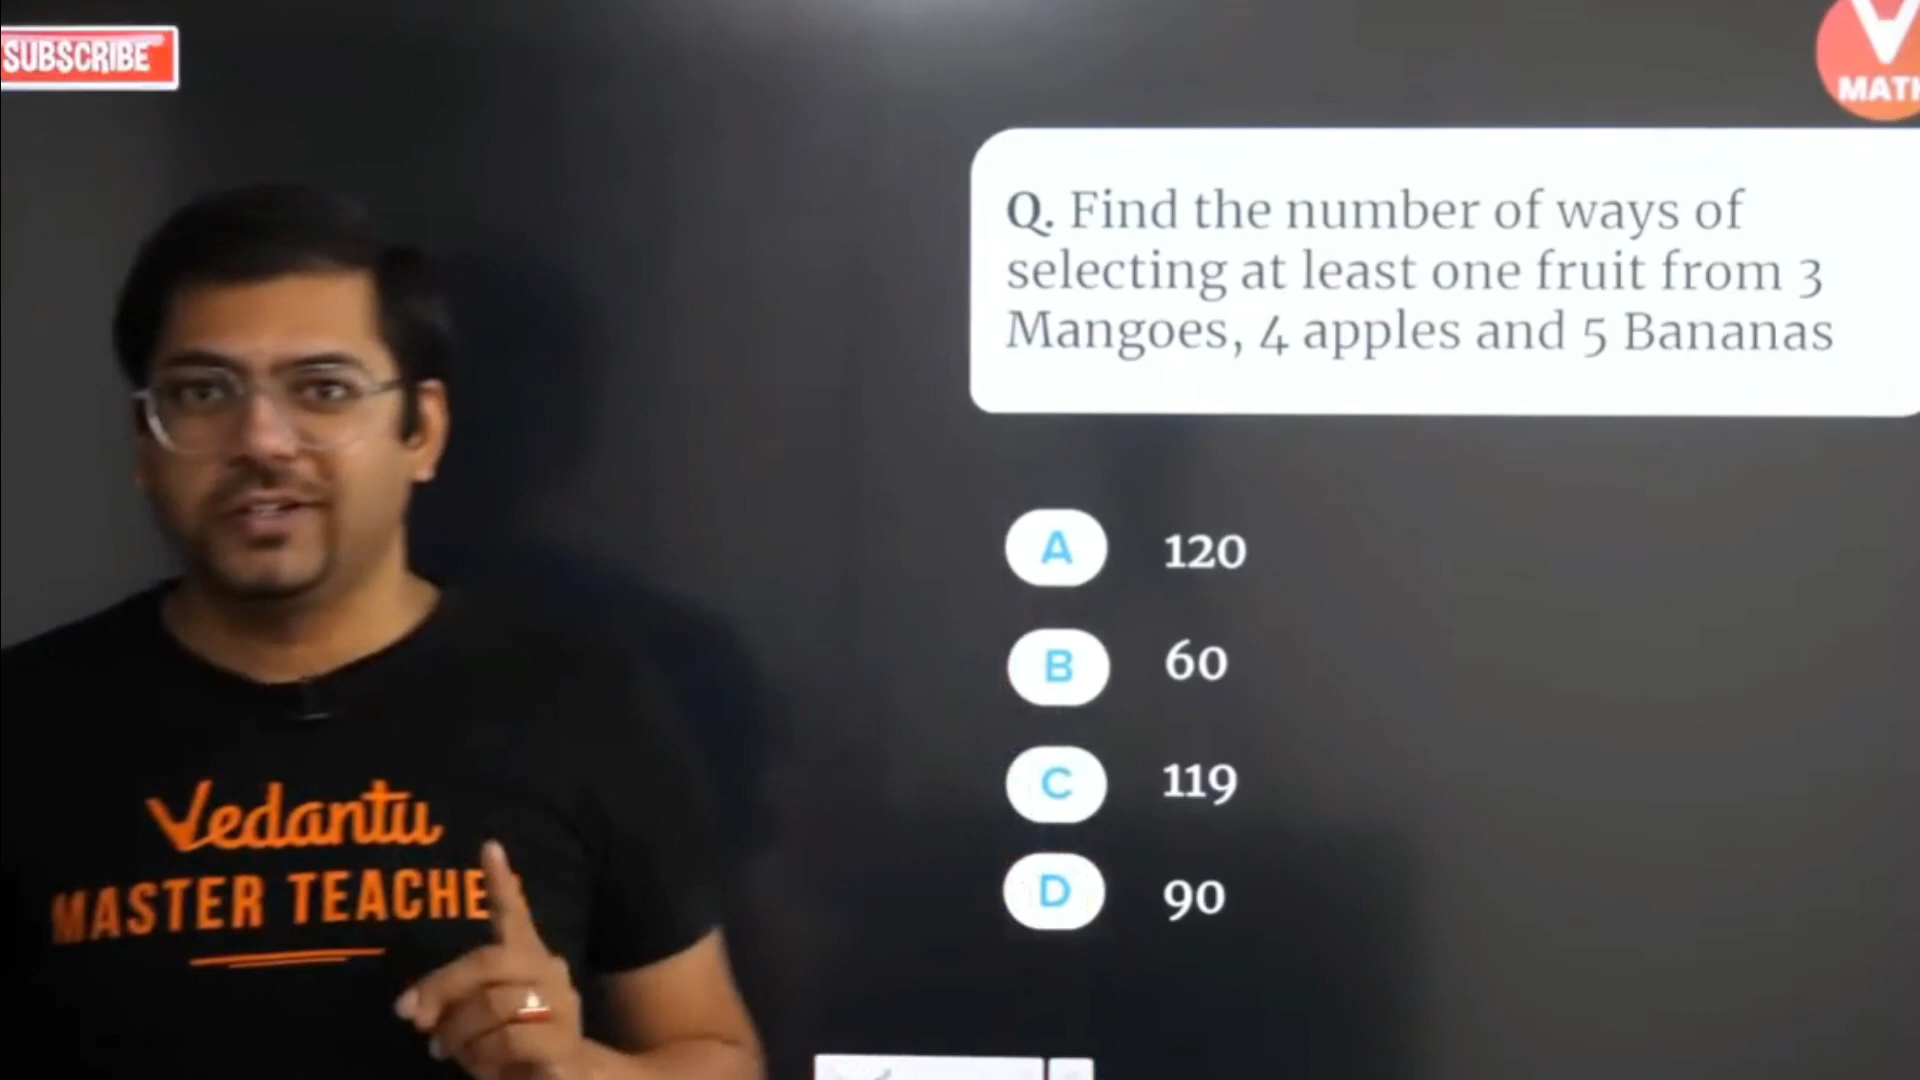 SUBSCRIBE
MATH
Q. Find the number of ways of
selecting at least one fruit from 3
Mangoes, 4 apples and 5 Bananas
A 120
B 60
C 119
D 90
Vedantu
MASTER TEACHE